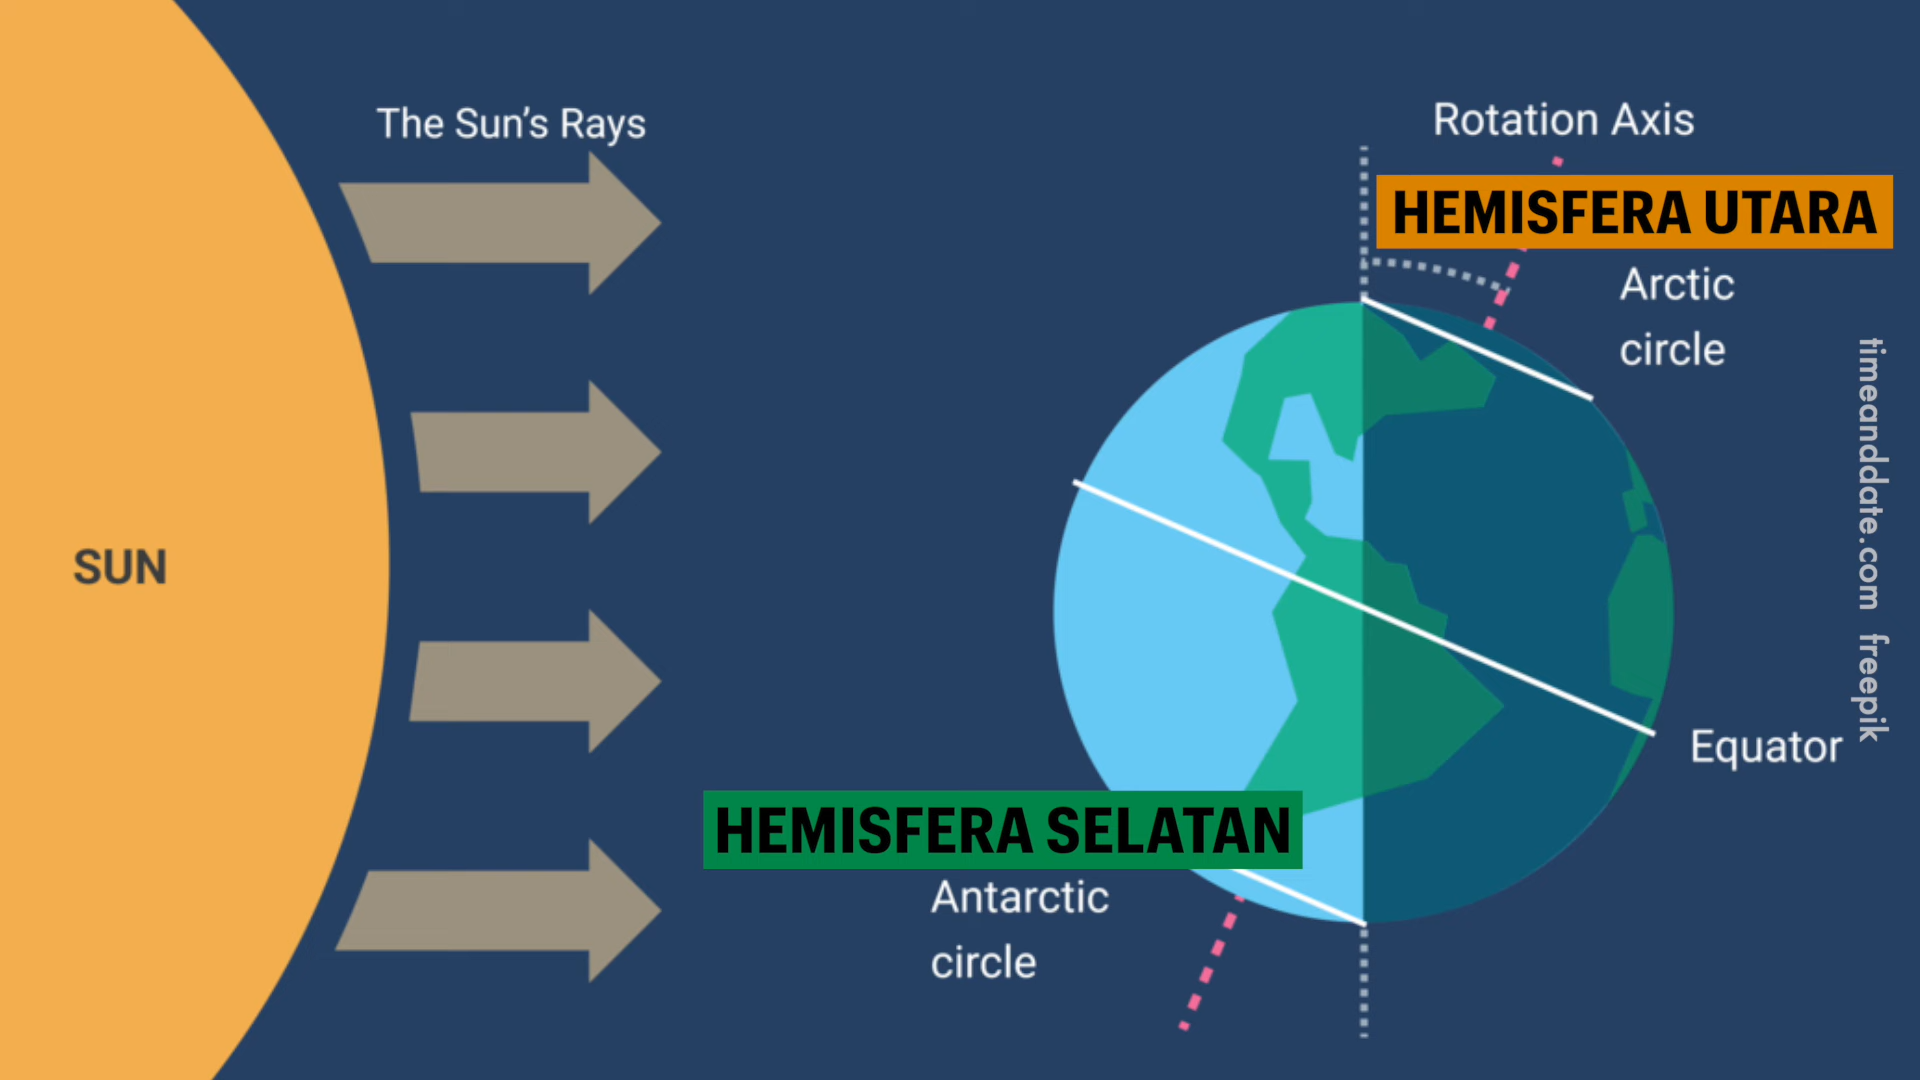 The Sun's Rays
Rotation Axis
HEMISFERA UTARA
Arctic
circle
timeanddate.com freepik
SUN
Equator
HEMISFERA SELATAN
Antarctic
circle